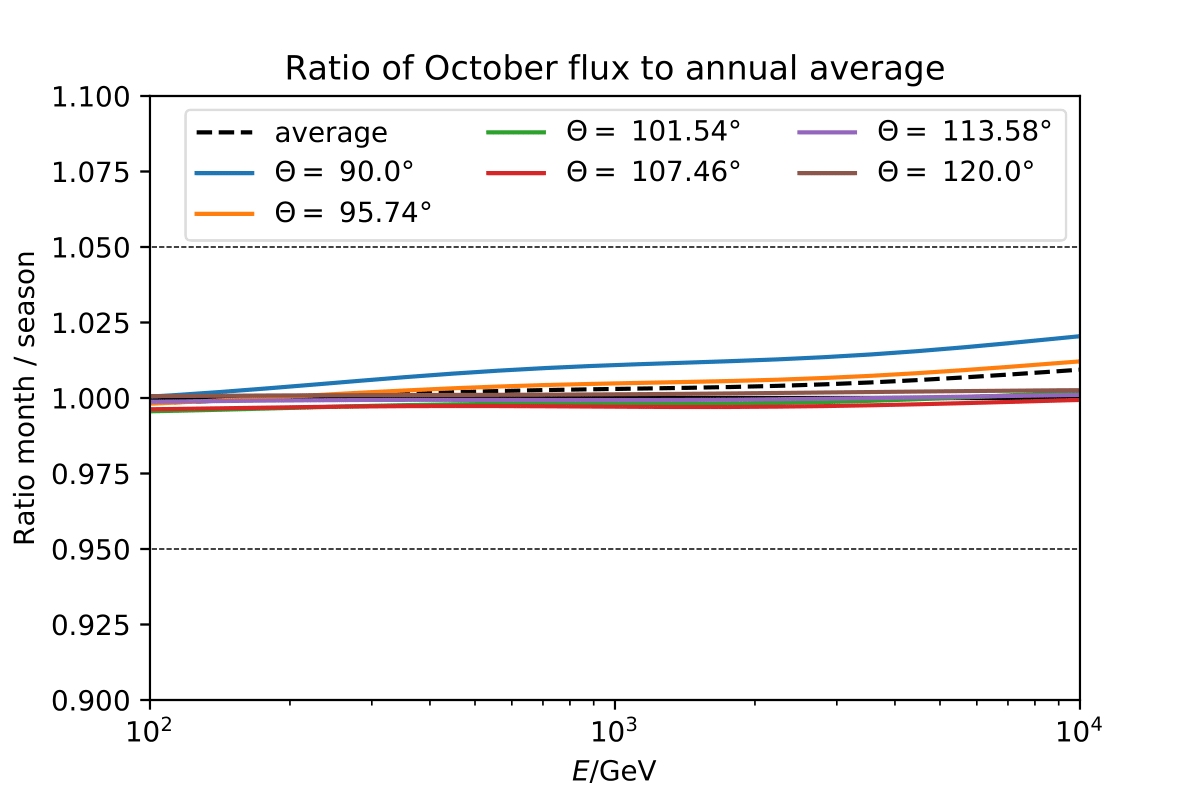 Ratio of October flux to annual average
1.100
1.075
1.050
1.025
1.000
0.975
0.950
0.925
0.900
Ratio month / season
average
Θ = 90.0°
Θ = 95.74°
Θ = 101.54°
Θ = 107.46°
Θ = 113.58°
Θ = 120.0°
10²
10³
10⁴
E/GeV